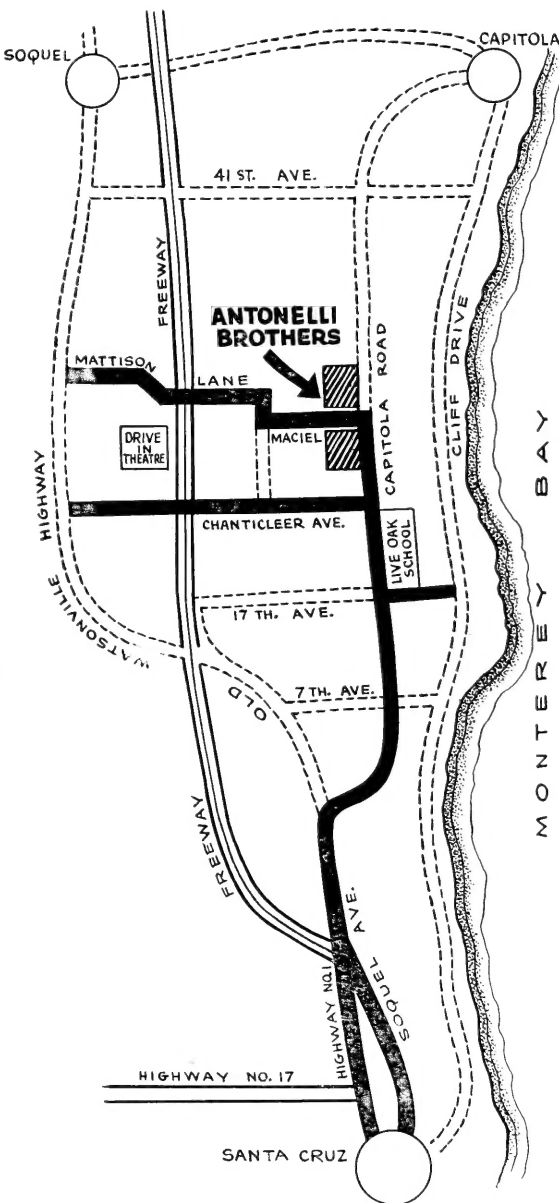 SOQUEL
CAPITOLA
41 ST. AVE.
FREEWAY
ANTONELLI
BROTHERS
MATTISON
LANE
CAPITOLA ROAD
CLIFF DRIVE
DRIVE
IN
THEATRE
MACIEL
HIGHWAY
CHANTICLEER AVE.
LIVE OAK
SCHOOL
MONTEREY BAY
17 TH. AVE.
WATSONVILLE
OLD
7 TH. AVE.
FREEWAY
HIGHWAY NO.1
SOQUEL AVE.
HIGHWAY NO. 17
SANTA CRUZ